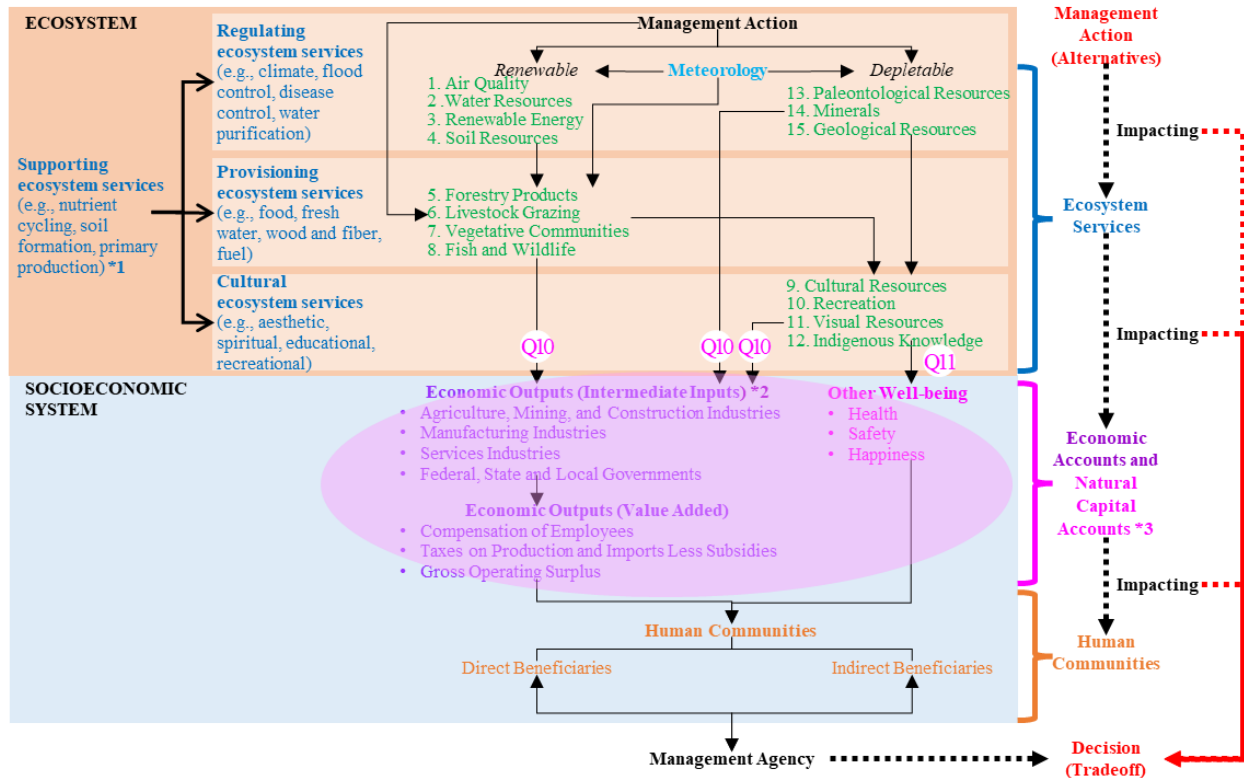 ECOSYSTEM
Regulating
ecosystem services
(e.g., climate, flood
control, disease
control, water
purification)
Supporting
ecosystem services
(e.g., nutrient
cycling, soil
formation, primary
production) *1
Provisioning
ecosystem services
(e.g., food, fresh
water, wood and fiber,
fuel)
Cultural
ecosystem services
(e.g., aesthetic,
spiritual, educational,
recreational)
Management Action
Renewable
Meteorology
Depletable
1. Air Quality
2. Water Resources
3. Renewable Energy
4. Soil Resources
13. Paleontological Resources
14. Minerals
15. Geological Resources
5. Forestry Products
6. Livestock Grazing
7. Vegetative Communities
8. Fish and Wildlife
9. Cultural Resources
10. Recreation
11. Visual Resources
12. Indigenous Knowledge
Q10
Q10
Q10
Q11
SOCIOECONOMIC
SYSTEM
Economic Outputs (Intermediate Inputs) *2
• Agriculture, Mining, and Construction Industries
• Manufacturing Industries
• Services Industries
• Federal, State and Local Governments
Economic Outputs (Value Added)
• Compensation of Employees
• Taxes on Production and Imports Less Subsidies
• Gross Operating Surplus
Other Well-being
• Health
• Safety
• Happiness
Human Communities
Direct Beneficiaries
Indirect Beneficiaries
Management Agency
Management
Action
(Alternatives)
Impacting
Ecosystem
Services
Impacting
Economic
Accounts and
Natural
Capital
Accounts *3
Impacting
Human
Communities
Decision
(Tradeoff)